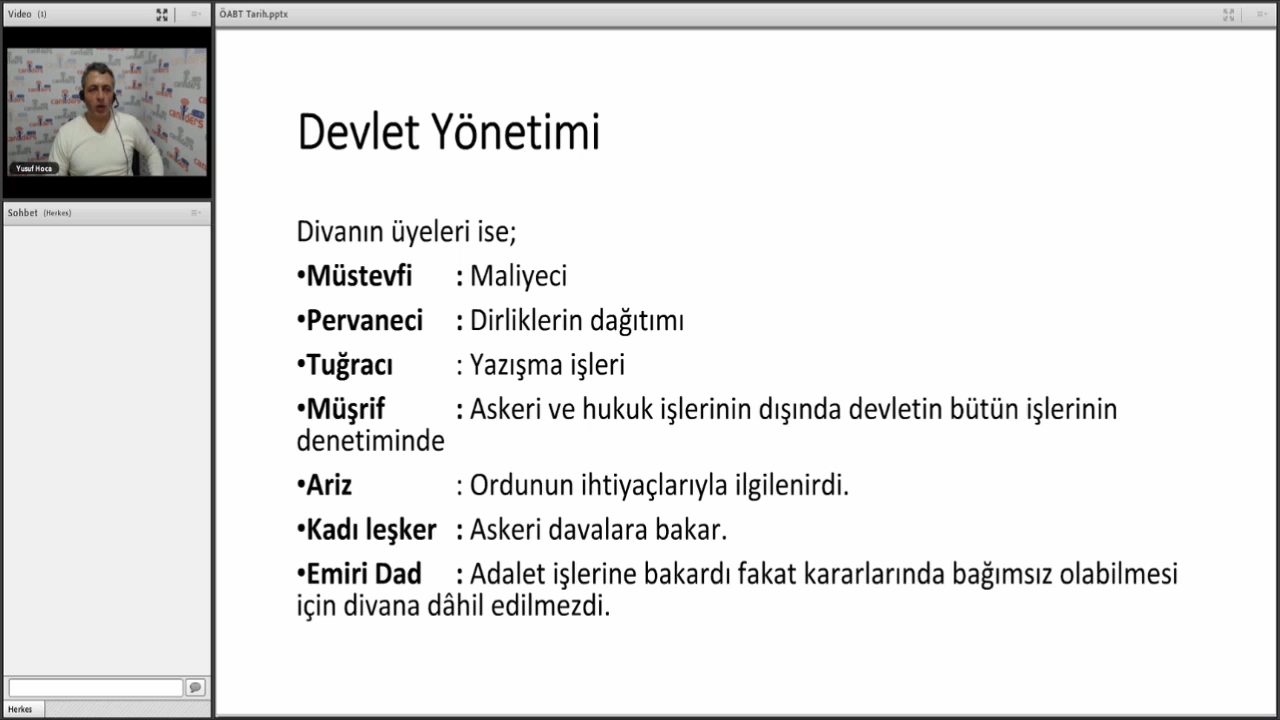 Video (1)
ÖABT Tarih.pptx
Yusuf Hoca
Sohbet (Herkes)
Herkes
Devlet Yönetimi
Divanın üyeleri ise;
•Müstevfi : Maliyeci
•Pervaneci : Dirliklerin dağıtımı
•Tuğracı : Yazışma işleri
•Müşrif : Askeri ve hukuk işlerinin dışında devletin bütün işlerinin
denetiminde
•Ariz : Ordunun ihtiyaçlarıyla ilgilenirdi.
•Kadı leşker : Askeri davalara bakar.
•Emiri Dad : Adalet işlerine bakardı fakat kararlarında bağımsız olabilmesi
için divana dâhil edilmezdi.